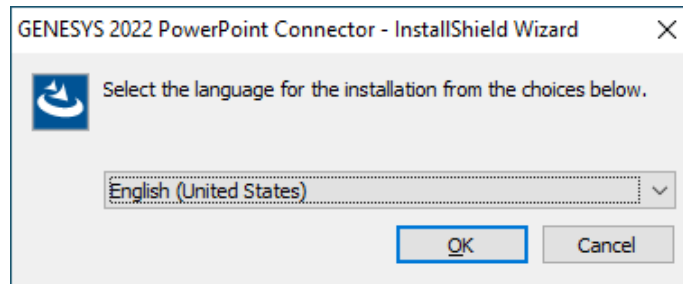 GENESYS 2022 PowerPoint Connector - InstallShield Wizard
Select the language for the installation from the choices below.
English (United States)
OK Cancel